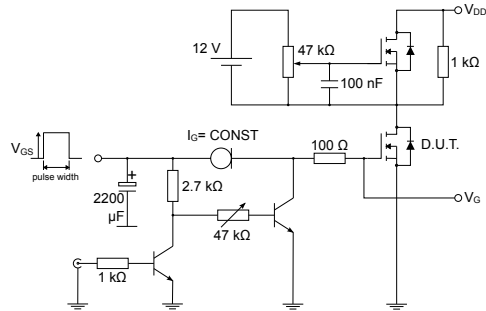 V_DD
12 V
47 kΩ
100 nF
1 kΩ
I_G= CONST
100 Ω
D.U.T.
V_GS
pulse width
+
2200
μF
2.7 kΩ
47 kΩ
V_G
1 kΩ